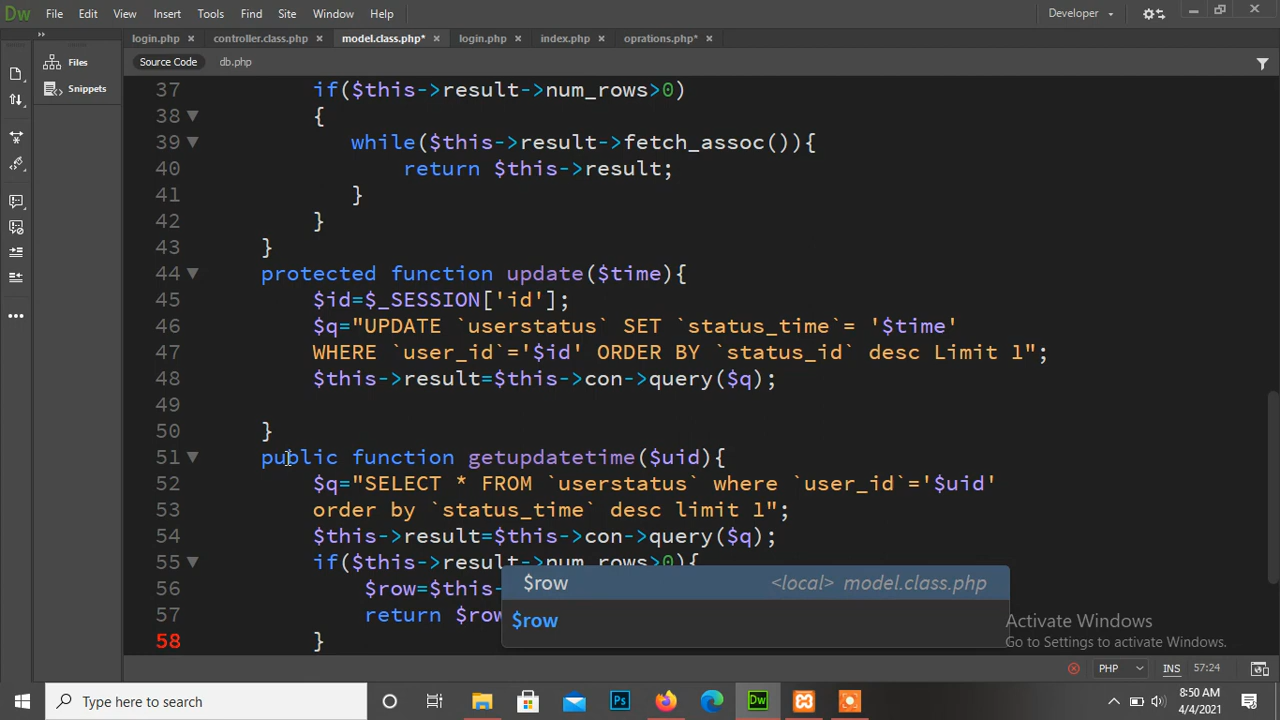 Dw File Edit View Insert Tools Find Site Window Help Developer
login.php controller.class.php model.class.php* login.php index.php oprations.php*
Files
Snippets
Source Code db.php
37 if($this->result->num_rows>0)
38 {
39 while($this->result->fetch_assoc()){
40 return $this->result;
41 }
42 }
43 }
44 protected function update($time){
45 $id=$_SESSION['id'];
46 $q="UPDATE `userstatus` SET `status_time`= '$time'
47 WHERE `user_id`='$id' ORDER BY `status_id` desc Limit 1";
48 $this->result=$this->con->query($q);
49
50 }
51 public function getupdatetime($uid){
52 $q="SELECT * FROM `userstatus` where `user_id`='$uid'
53 order by `status_time` desc limit 1";
54 $this->result=$this->con->query($q);
55 if($this->result->num_rows>0){
56 $row=$this-
57 return $row
58 }
$row <local> model.class.php
$row
Activate Windows
Go to Settings to activate Windows.
PHP INS 57:24
Type here to search
Ps Dw
8:50 AM
4/4/2021